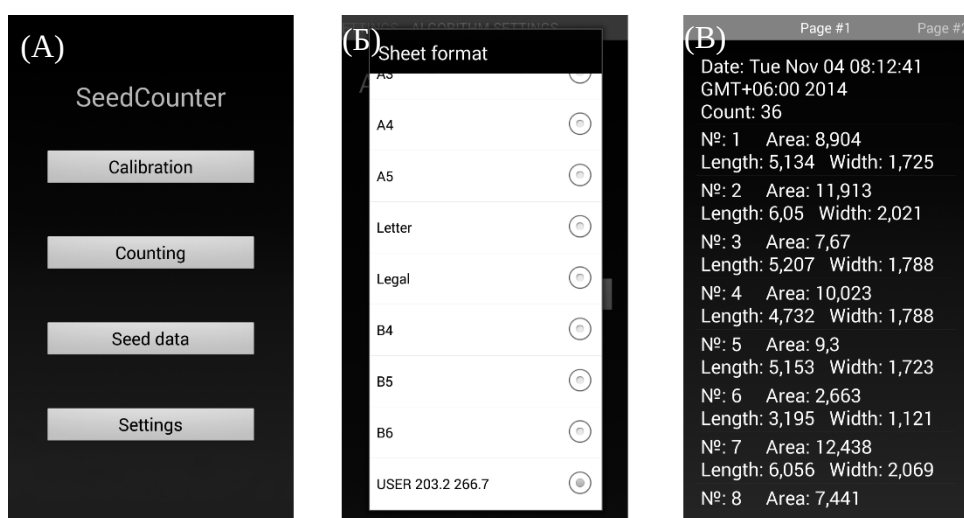 (А)
SeedCounter
Calibration
Counting
Seed data
Settings
(Б)
SETTINGS ALGORITHM SETTINGS
Sheet format
A3
A4
A5
Letter
Legal
B4
B5
B6
USER 203.2 266.7
(В)
Page #1 Page #2
Date: Tue Nov 04 08:12:41
GMT+06:00 2014
Count: 36
№: 1 Area: 8,904
Length: 5,134 Width: 1,725
№: 2 Area: 11,913
Length: 6,05 Width: 2,021
№: 3 Area: 7,67
Length: 5,207 Width: 1,788
№: 4 Area: 10,023
Length: 4,732 Width: 1,788
№: 5 Area: 9,3
Length: 5,153 Width: 1,723
№: 6 Area: 2,663
Length: 3,195 Width: 1,121
№: 7 Area: 12,438
Length: 6,056 Width: 2,069
№: 8 Area: 7,441